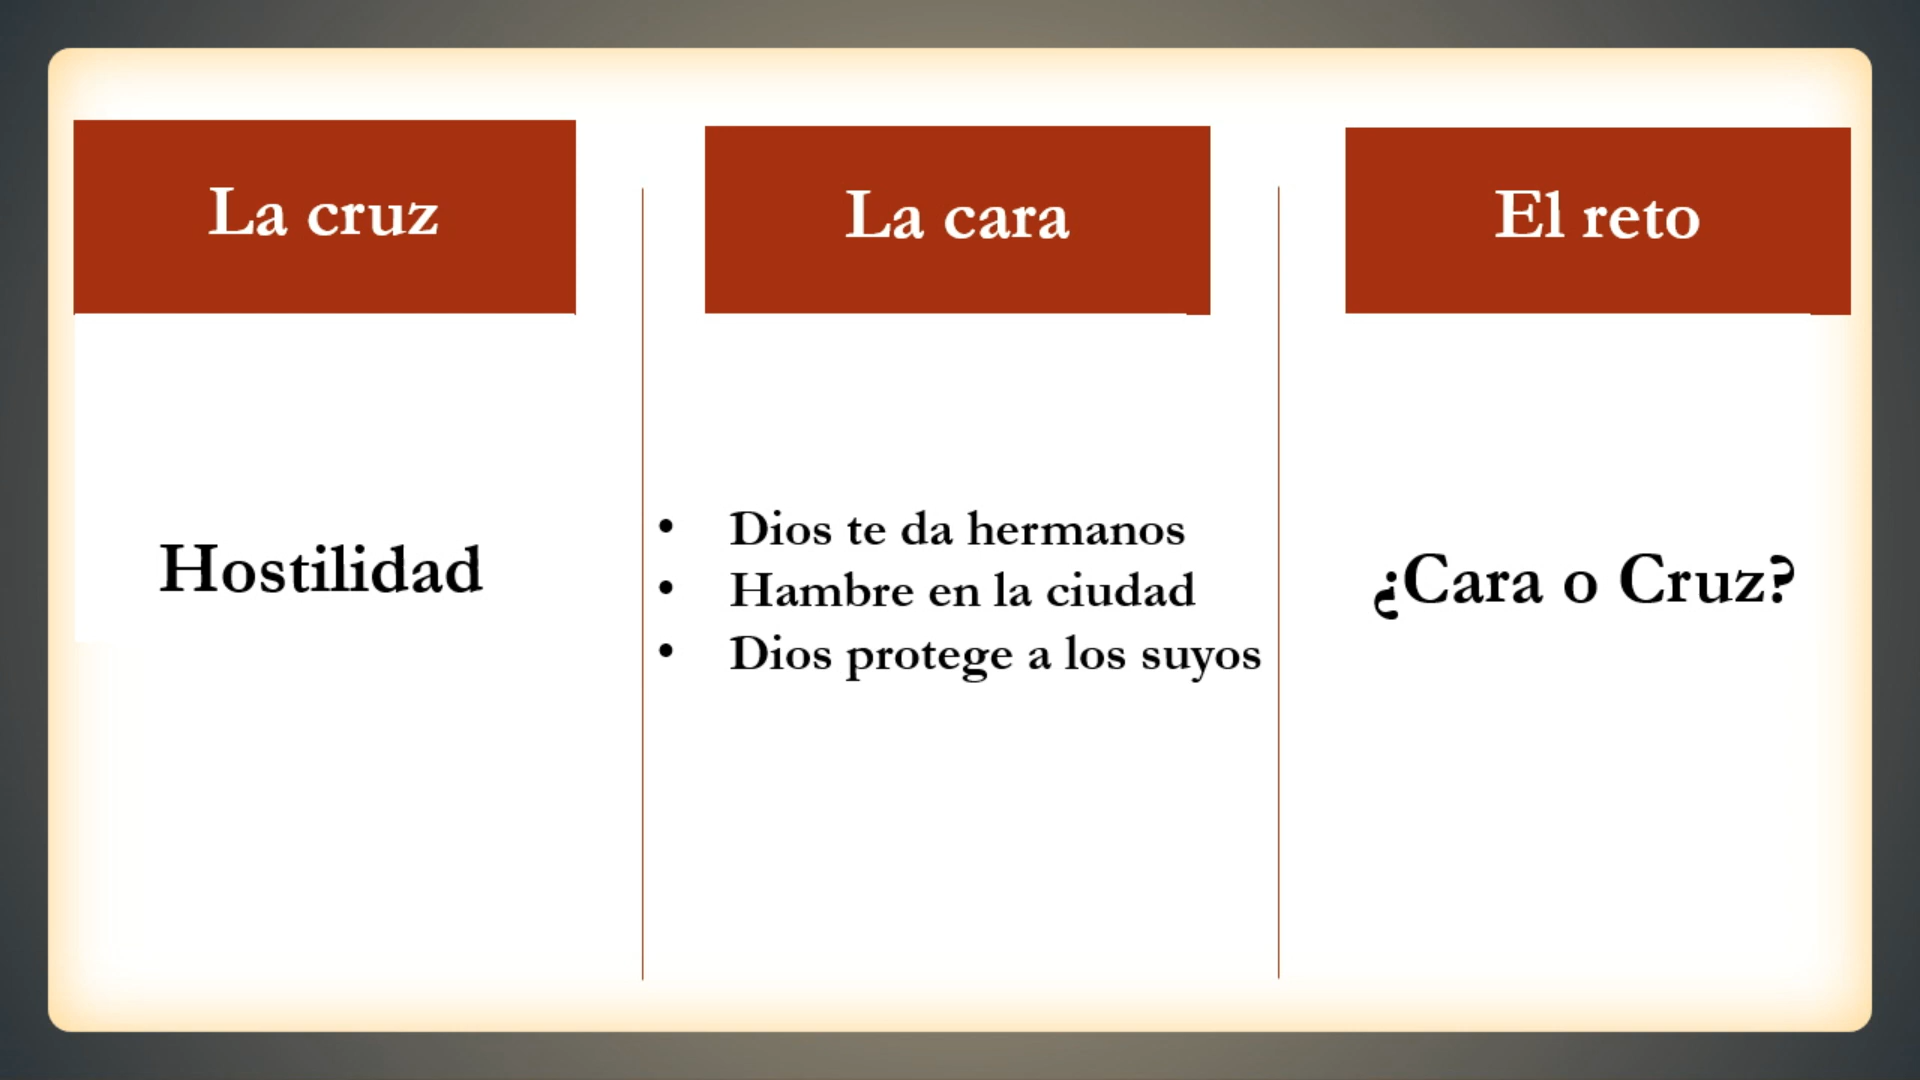 La cruz
La cara
El reto
Hostilidad
• Dios te da hermanos
• Hambre en la ciudad
• Dios protege a los suyos
¿Cara o Cruz?